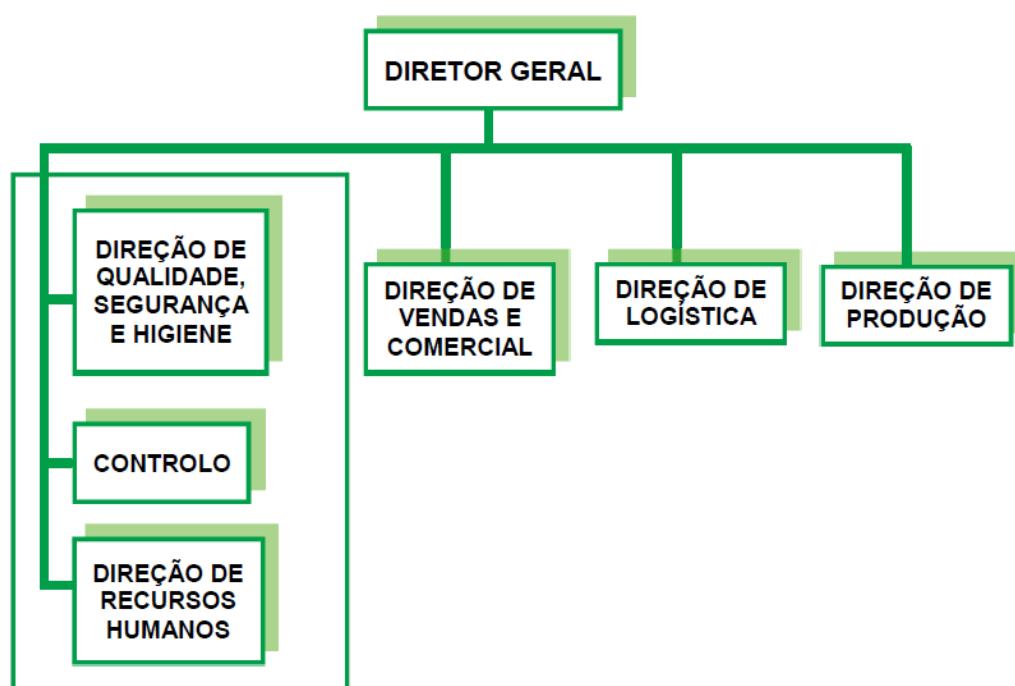 DIRETOR GERAL
DIREÇÃO DE
QUALIDADE,
SEGURANÇA
E HIGIENE
CONTROLO
DIREÇÃO DE
RECURSOS
HUMANOS
DIREÇÃO DE
VENDAS E
COMERCIAL
DIREÇÃO DE
LOGÍSTICA
DIREÇÃO DE
PRODUÇÃO